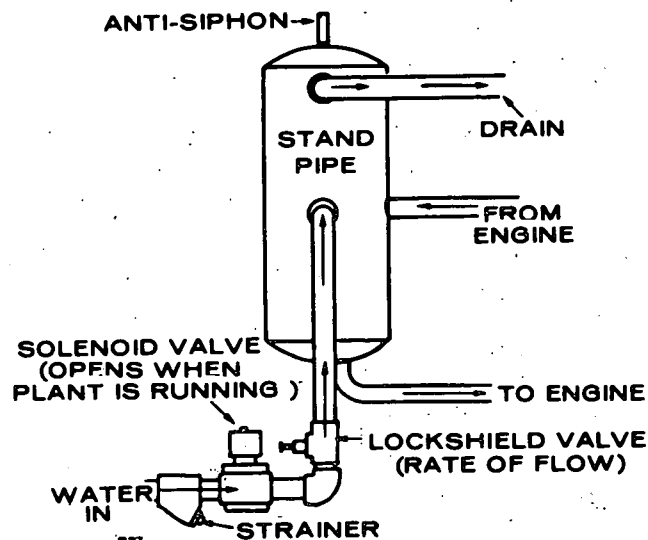 ANTI-SIPHON
STAND
PIPE
DRAIN
FROM
ENGINE
SOLENOID VALVE
(OPENS WHEN
PLANT IS RUNNING )
TO ENGINE
LOCKSHIELD VALVE
(RATE OF FLOW)
WATER
IN
STRAINER